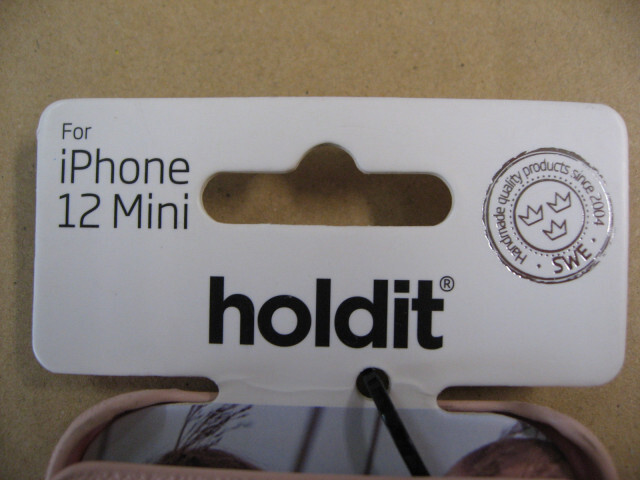 For
iPhone
12 Mini
Handmade quality products since 2004
· SWE ·
holdit®